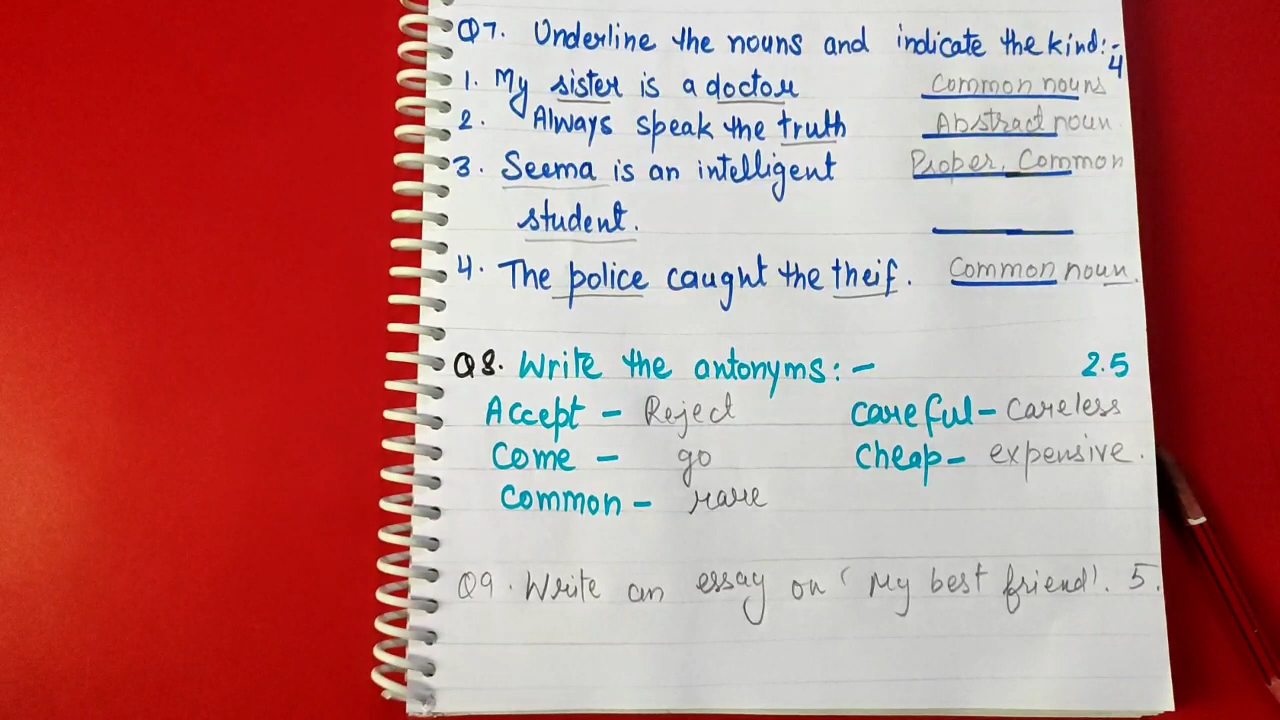 Q7. Underline the nouns and indicate the kind:- 4
1. My sister is a doctor Common nouns
2. Always speak the truth Abstract noun
3. Seema is an intelligent Proper, Common
student.
4. The police caught the theif. Common noun.
Q8. Write the antonyms:- 2.5
Accept - Reject Careful - Careless
Come - go Cheap - expensive.
Common - rare
Q9. Write an essay on 'My best friend'. 5.